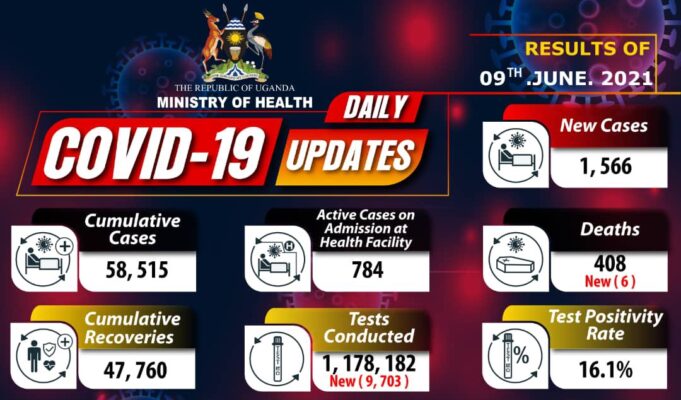 RESULTS OF
09TH .JUNE. 2021
THE REPUBLIC OF UGANDA
MINISTRY OF HEALTH
COVID-19
DAILY
UPDATES
New Cases
1, 566
Cumulative
Cases
58, 515
Active Cases on
Admission at
Health Facility
784
Deaths
408
New ( 6 )
Cumulative
Recoveries
47, 760
Tests
Conducted
1, 178, 182
New ( 9, 703 )
Test Positivity
Rate
16.1%